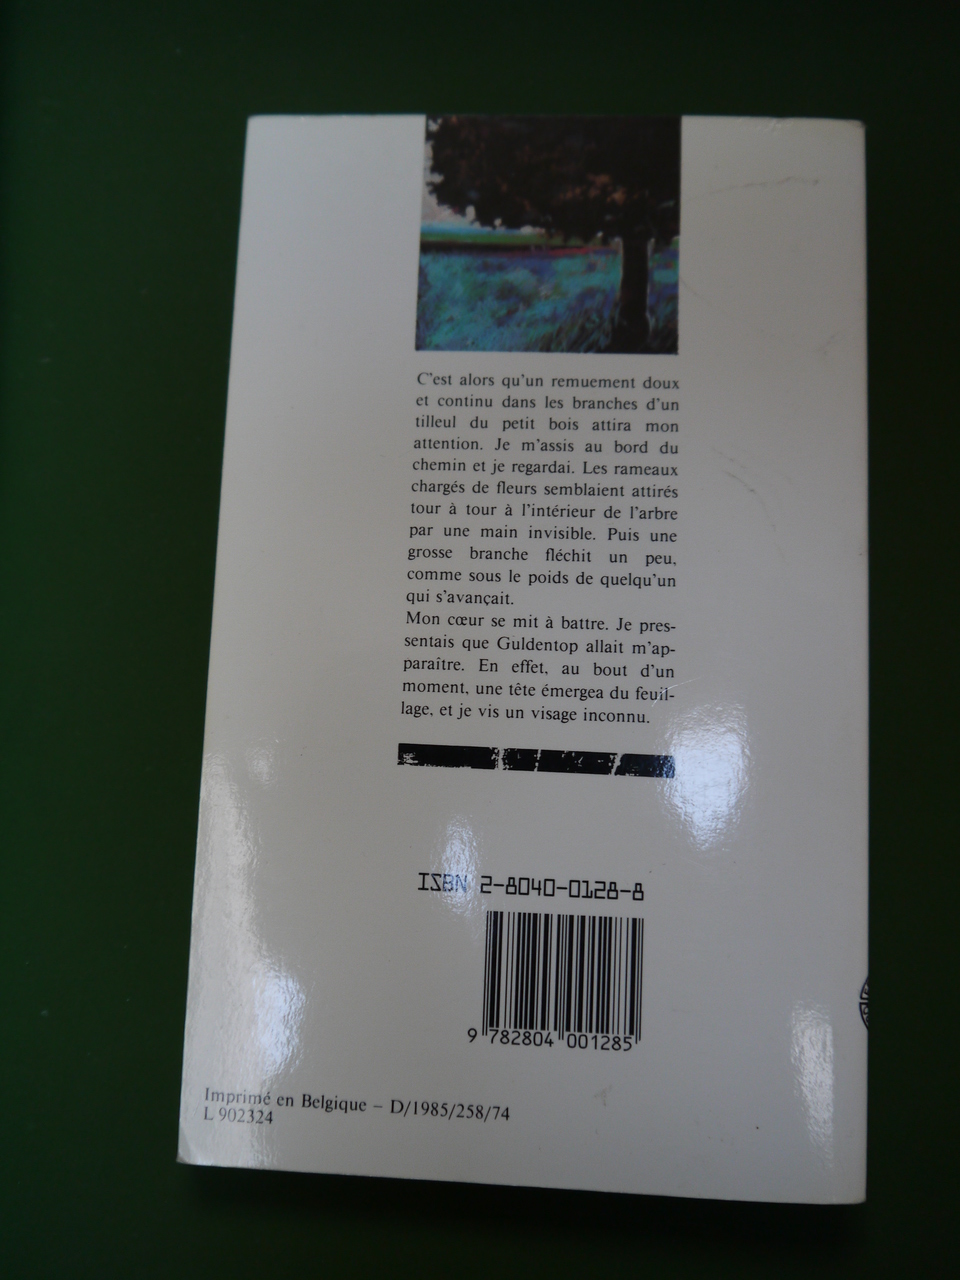 C'est alors qu'un remuement doux
et continu dans les branches d'un
tilleul du petit bois attira mon
attention. Je m'assis au bord du
chemin et je regardai. Les rameaux
chargés de fleurs semblaient attirés
tour à tour à l'intérieur de l'arbre
par une main invisible. Puis une
grosse branche fléchit un peu,
comme sous le poids de quelqu'un
qui s'avançait.
Mon cœur se mit à battre. Je pres-
sentais que Guldentop allait m'ap-
paraître. En effet, au bout d'un
moment, une tête émergea du feuil-
lage, et je vis un visage inconnu.
ISBN 2-8040-0128-8
9 782804 001285
Imprimé en Belgique – D/1985/258/74
L 902324